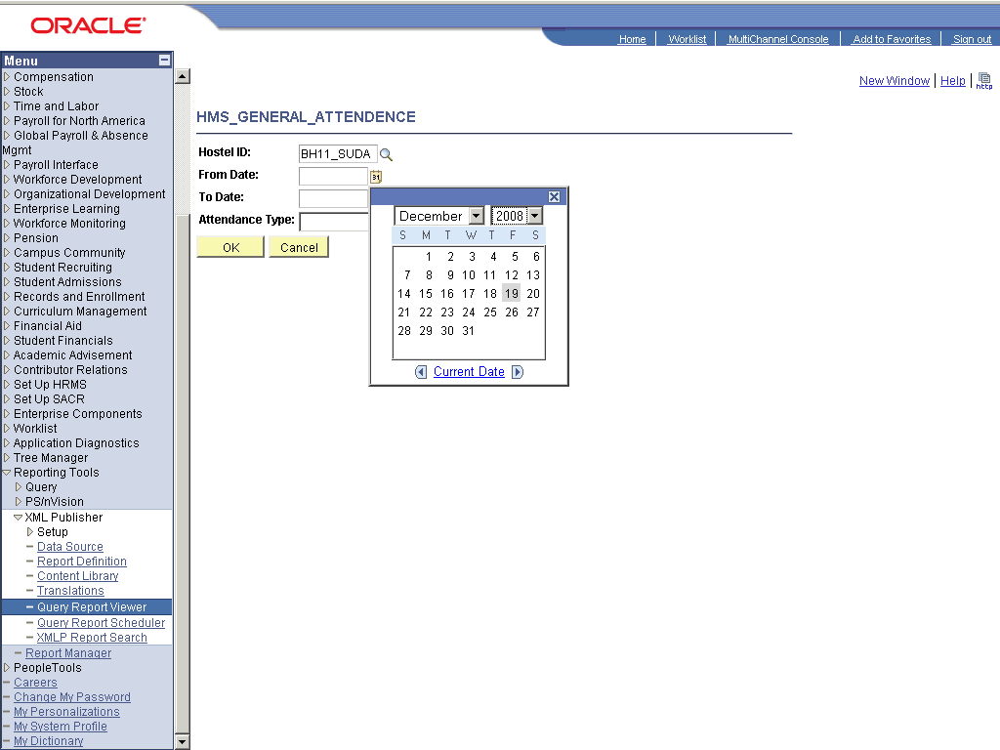 ORACLE®
Home Worklist MultiChannel Console Add to Favorites Sign out
Menu
Compensation
Stock
Time and Labor
Payroll for North America
Global Payroll & Absence
Mgmt
Payroll Interface
Workforce Development
Organizational Development
Enterprise Learning
Workforce Monitoring
Pension
Campus Community
Student Recruiting
Student Admissions
Records and Enrollment
Curriculum Management
Financial Aid
Student Financials
Academic Advisement
Contributor Relations
Set Up HRMS
Set Up SACR
Enterprise Components
Worklist
Application Diagnostics
Tree Manager
Reporting Tools
Query
PS/nVision
XML Publisher
Setup
Data Source
Report Definition
Content Library
Translations
Query Report Viewer
Query Report Scheduler
XMLP Report Search
Report Manager
PeopleTools
Careers
Change My Password
My Personalizations
My System Profile
My Dictionary
New Window Help http
HMS_GENERAL_ATTENDENCE
Hostel ID: BH11_SUDA
From Date: 31
To Date:
Attendance Type:
OK Cancel
December 2008
S M T W T F S
1 2 3 4 5 6
7 8 9 10 11 12 13
14 15 16 17 18 19 20
21 22 23 24 25 26 27
28 29 30 31
Current Date